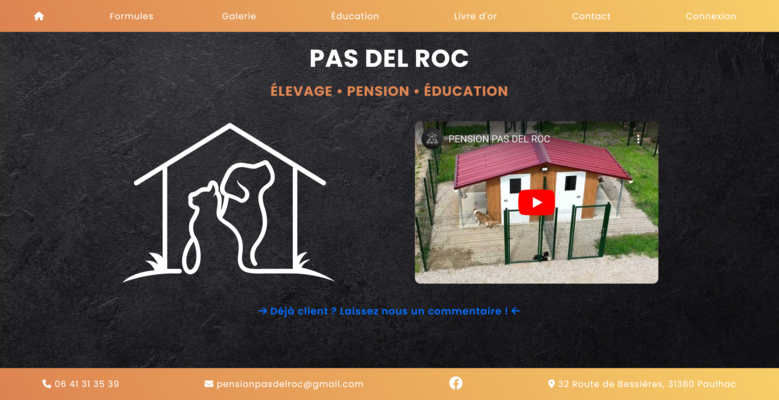 Formules Galerie Éducation Livre d'or Contact Connexion
PAS DEL ROC
ÉLEVAGE • PENSION • ÉDUCATION
PENSION PAS DEL ROC
→ Déjà client ? Laissez nous un commentaire ! ←
06 41 31 35 39 pensionpasdelroc@gmail.com 32 Route de Bessières, 31380 Paulhac